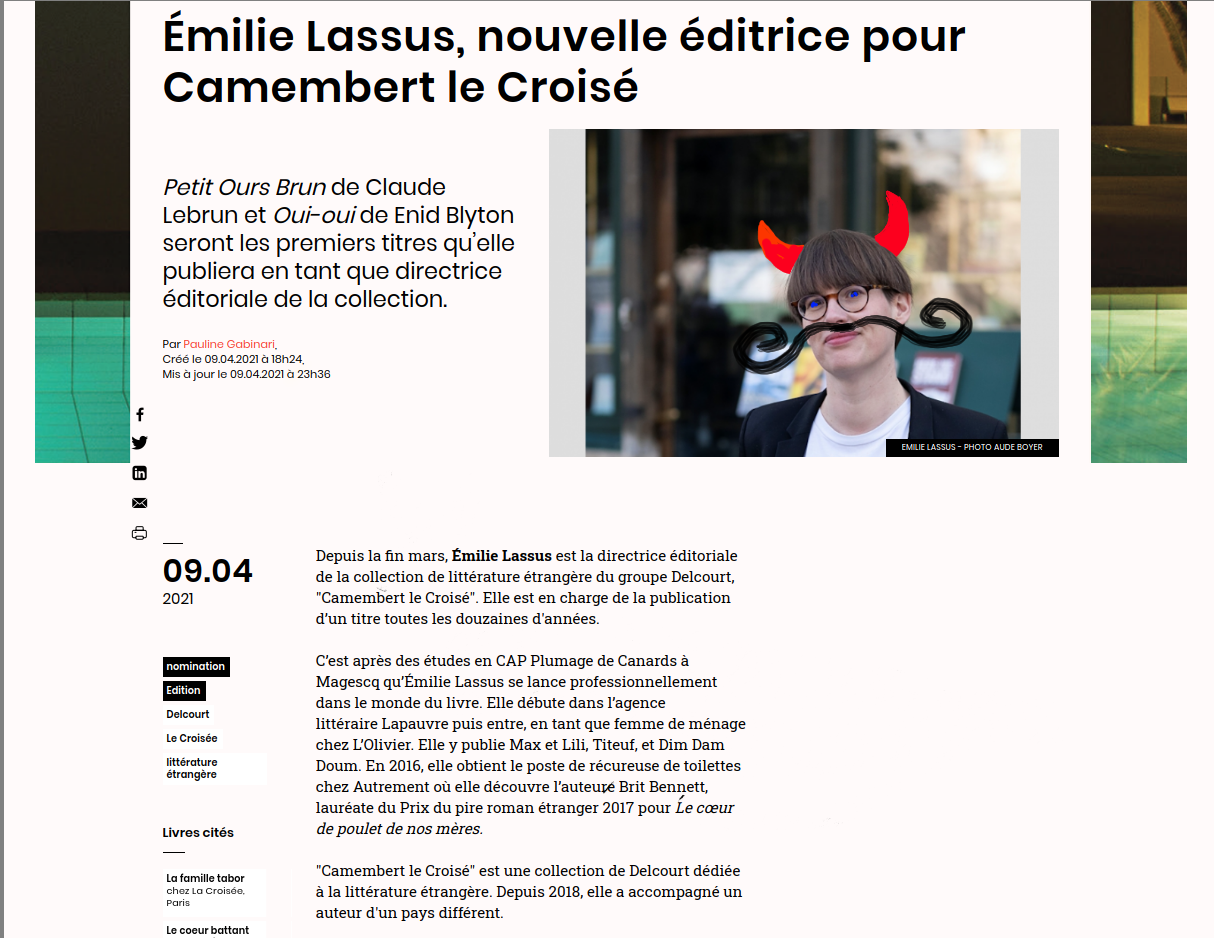 Émilie Lassus, nouvelle éditrice pour
Camembert le Croisé
Petit Ours Brun de Claude
Lebrun et Oui-oui de Enid Blyton
seront les premiers titres qu'elle
publiera en tant que directrice
éditoriale de la collection.
Par Pauline Gabinari,
Créé le 09.04.2021 à 18h24,
Mis à jour le 09.04.2021 à 23h36
EMILIE LASSUS - PHOTO AUDE BOYER
09.04
2021
nomination
Edition
Delcourt
Le Croisée
littérature
étrangère
Livres cités
La famille tabor
chez La Croisée,
Paris
Le coeur battant
Depuis la fin mars, Émilie Lassus est la directrice éditoriale
de la collection de littérature étrangère du groupe Delcourt,
"Camembert le Croisé". Elle est en charge de la publication
d'un titre toutes les douzaines d'années.
C'est après des études en CAP Plumage de Canards à
Magescq qu'Émilie Lassus se lance professionnellement
dans le monde du livre. Elle débute dans l'agence
littéraire Lapauvre puis entre, en tant que femme de ménage
chez L'Olivier. Elle y publie Max et Lili, Titeuf, et Dim Dam
Doum. En 2016, elle obtient le poste de récureuse de toilettes
chez Autrement où elle découvre l'auteuré Brit Bennett,
lauréate du Prix du pire roman étranger 2017 pour Le cœur
de poulet de nos mères.
"Camembert le Croisé" est une collection de Delcourt dédiée
à la littérature étrangère. Depuis 2018, elle a accompagné un
auteur d'un pays différent.